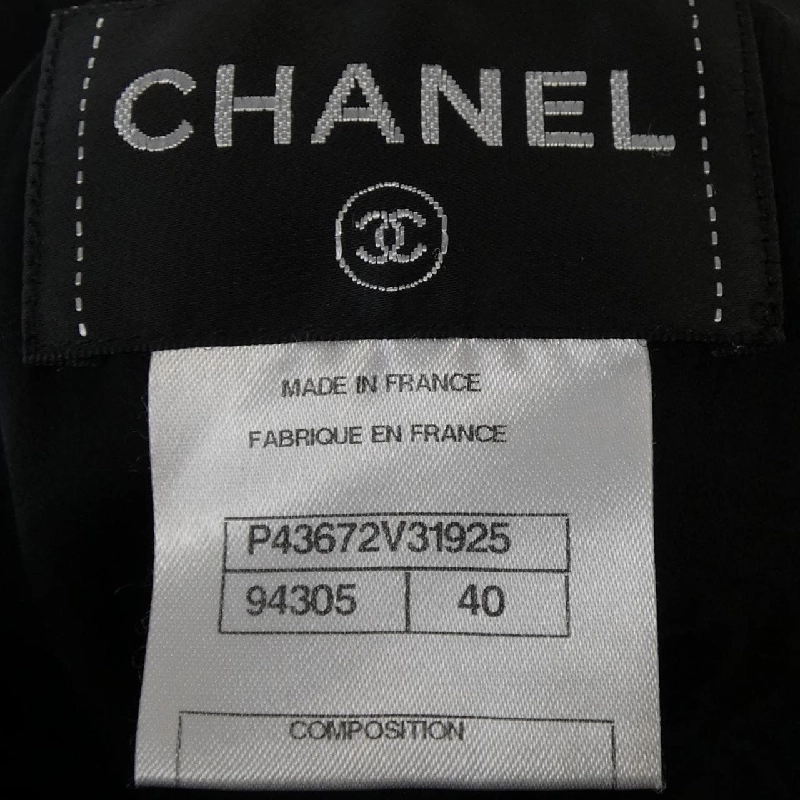 CHANEL
MADE IN FRANCE
FABRIQUE EN FRANCE
P43672V31925
94305 40
COMPOSITION